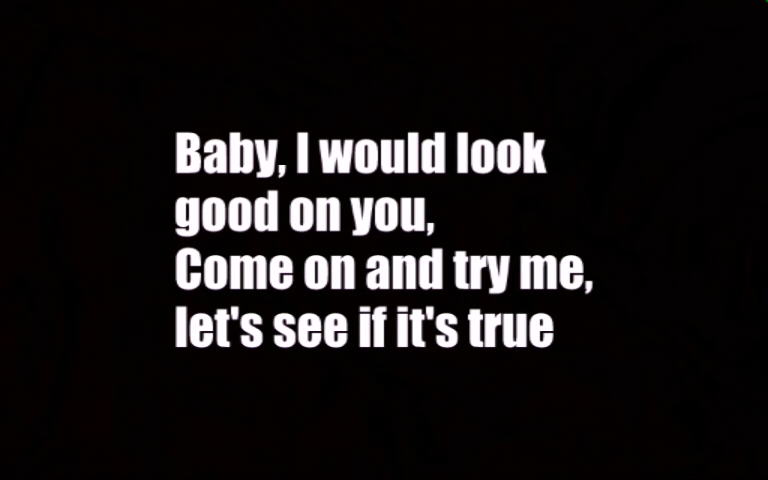 Baby, I would look
good on you,
Come on and try me,
let's see if it's true